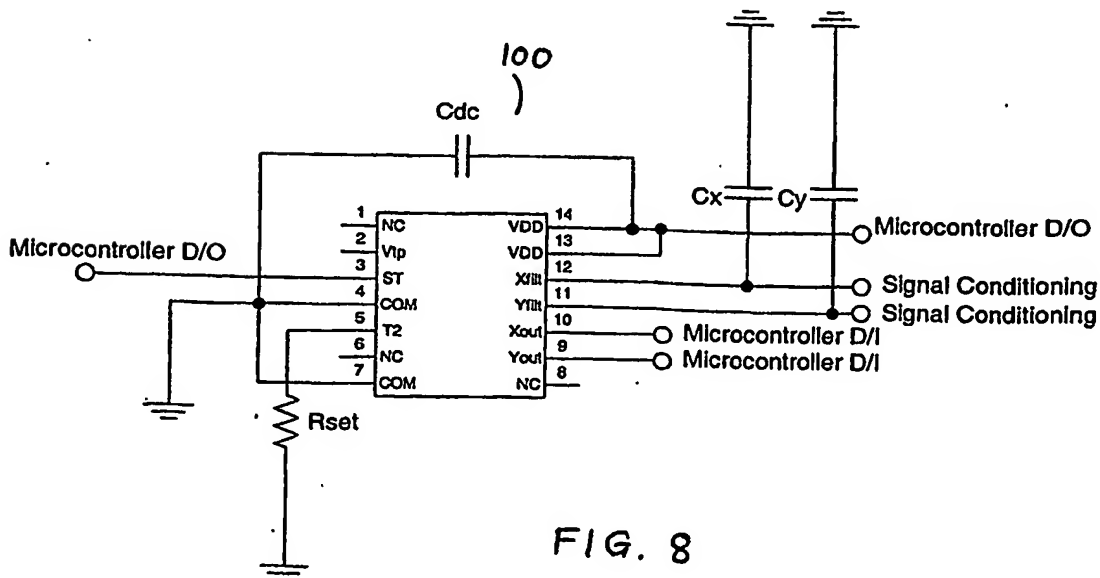 100
Cdc
Cx
Cy
1 NC
2 Vtp
3 ST
4 COM
5 T2
6 NC
7 COM
14 VDD
13 VDD
12 Xfilt
11 Yfilt
10 Xout
9 Yout
8 NC
Microcontroller D/O
Microcontroller D/O
Signal Conditioning
Signal Conditioning
Microcontroller D/I
Microcontroller D/I
Rset
FIG. 8